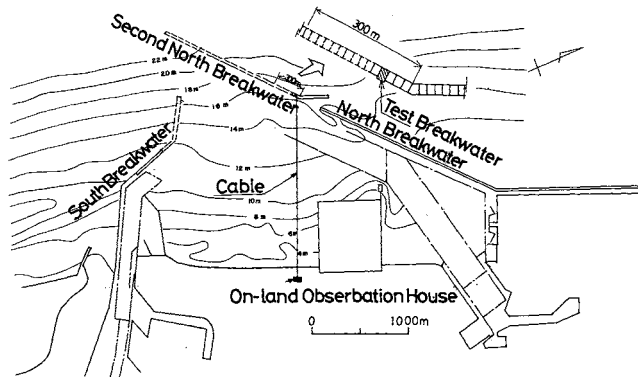 300m
Second North Breakwater
22m
20m
18m
16m
14m
South Breakwater
Test Breakwater
North Breakwater
12m
Cable
10m
8m
6m
4m
On-land Obserbation House
0 1000m